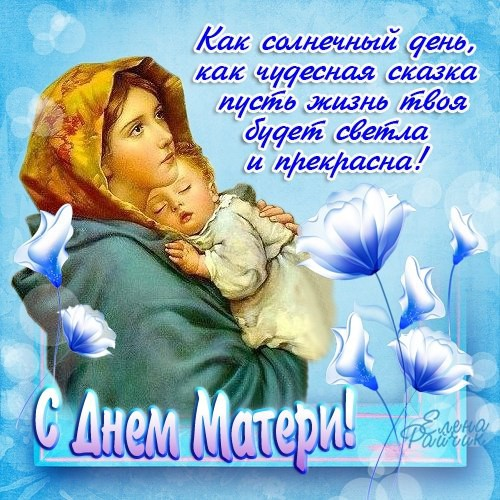 Как солнечный день,
как чудесная сказка
пусть жизнь твоя
будет светла
и прекрасна!
С Днем Матери!
Елена
Райчик